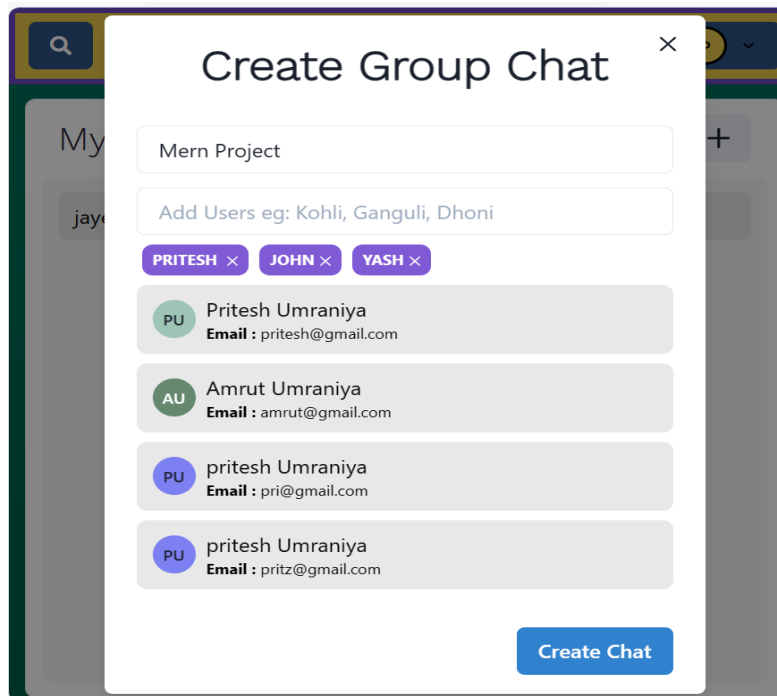 Create Group Chat
My
Mern Project
jaye
Add Users eg: Kohli, Ganguli, Dhoni
PRITESH × JOHN × YASH ×
PU Pritesh Umraniya
Email : pritesh@gmail.com
AU Amrut Umraniya
Email : amrut@gmail.com
PU pritesh Umraniya
Email : pri@gmail.com
PU pritesh Umraniya
Email : pritz@gmail.com
Create Chat